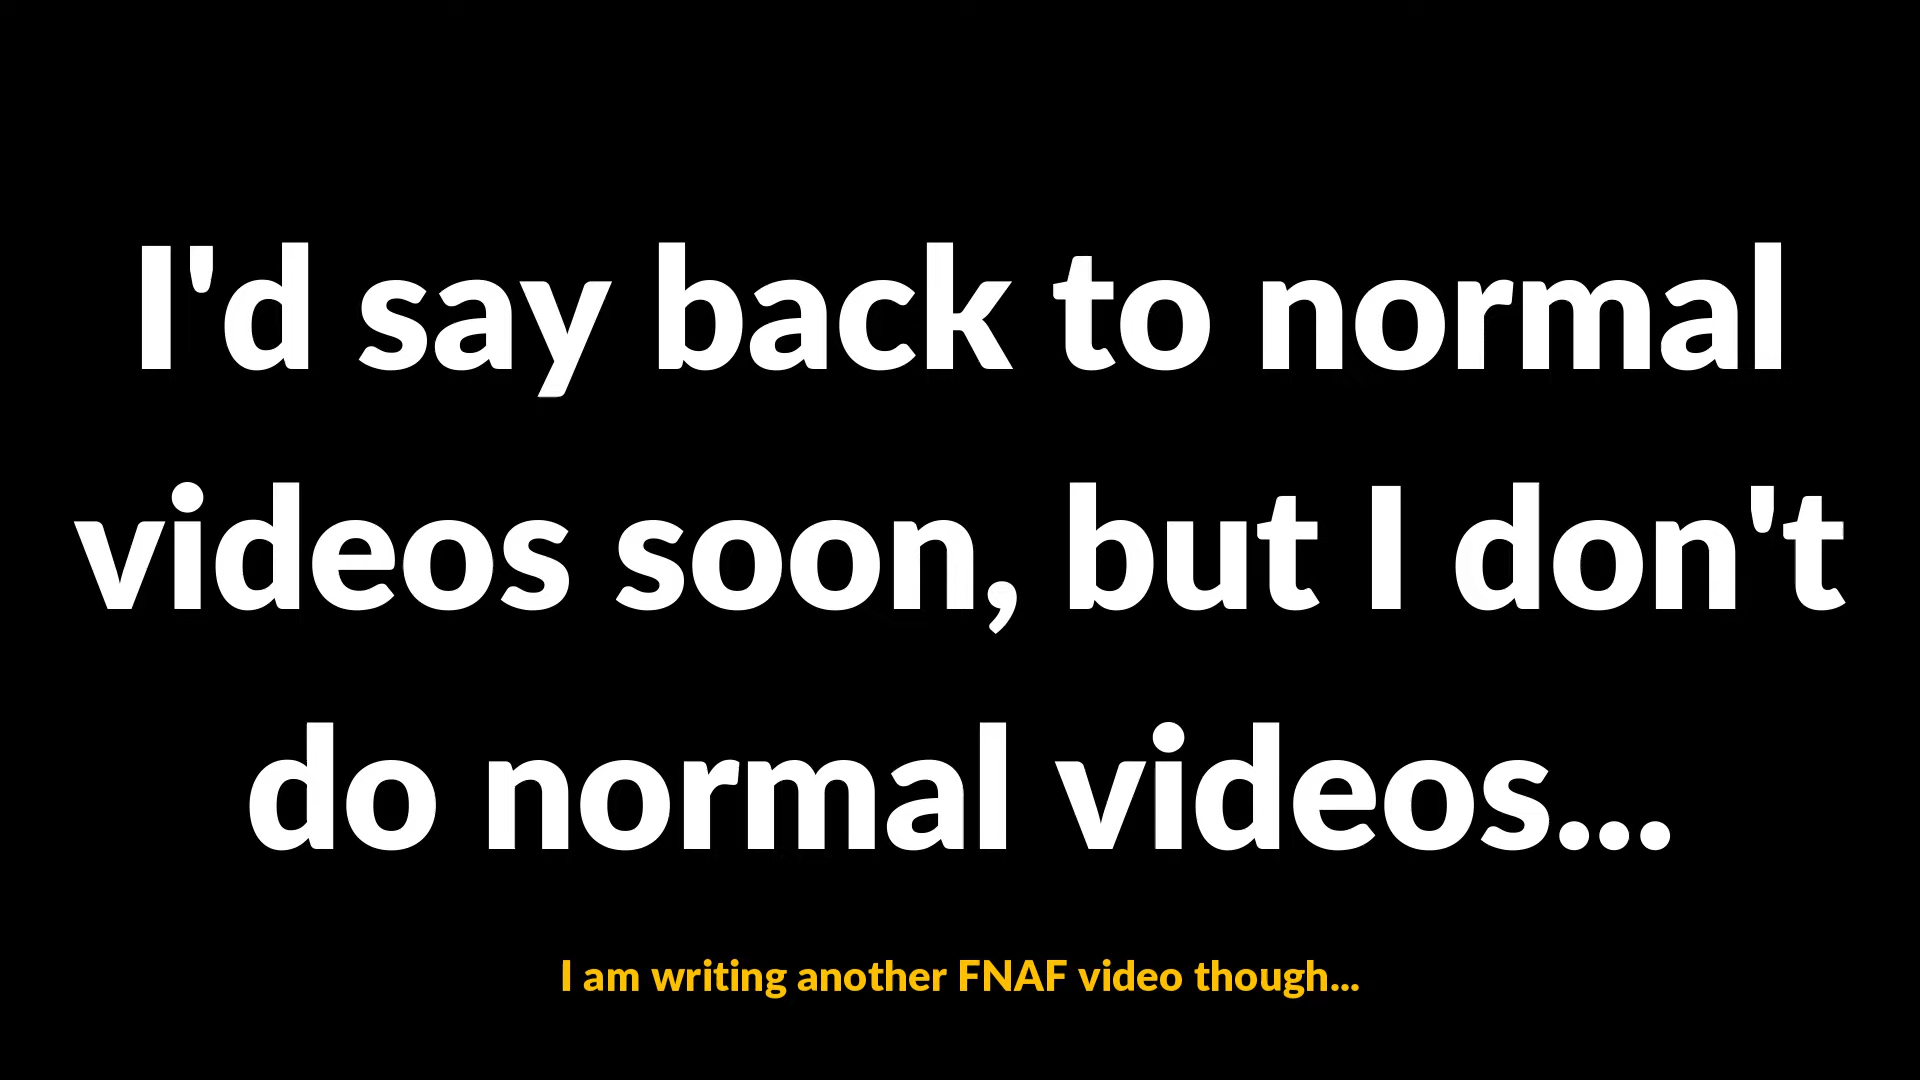 I'd say back to normal
videos soon, but I don't
do normal videos...
I am writing another FNAF video though...